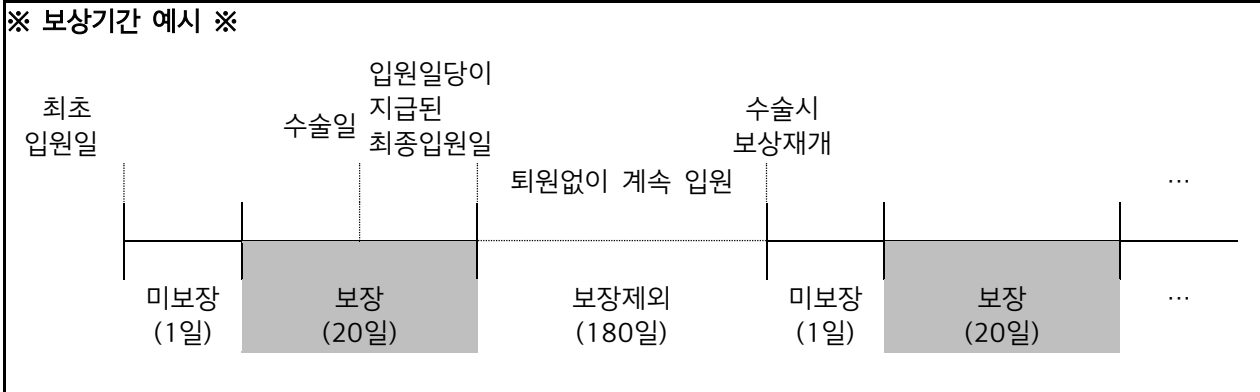 ※ 보상기간 예시 ※
최초
입원일
수술일
입원일당이
지급된
최종입원일
퇴원없이 계속 입원
수술시
보상재개
…
미보장
(1일)
보장
(20일)
보장제외
(180일)
미보장
(1일)
보장
(20일)
…